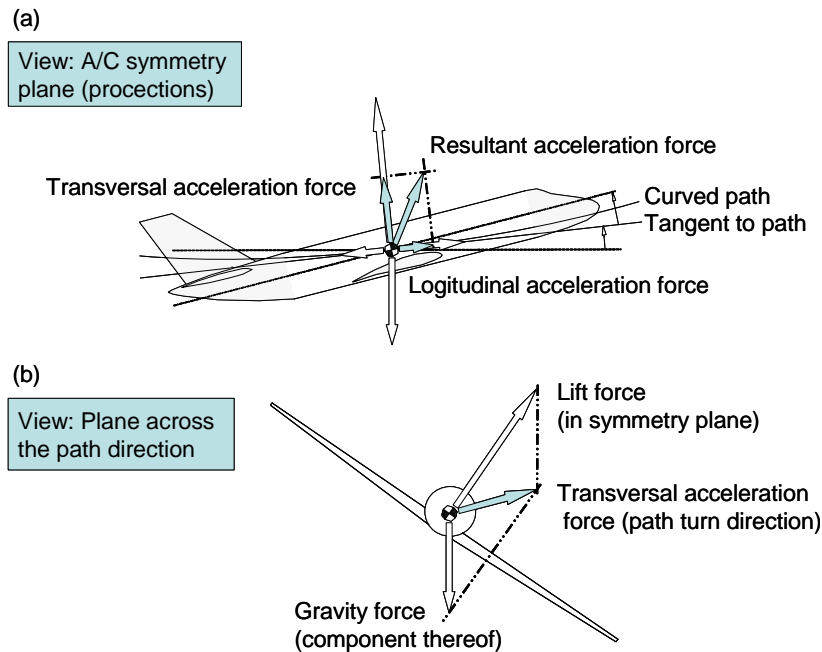 (a)
View: A/C symmetry
plane (procections)
Resultant acceleration force
Transversal acceleration force
Curved path
Tangent to path
Logitudinal acceleration force
(b)
View: Plane across
the path direction
Lift force
(in symmetry plane)
Transversal acceleration
force (path turn direction)
Gravity force
(component thereof)